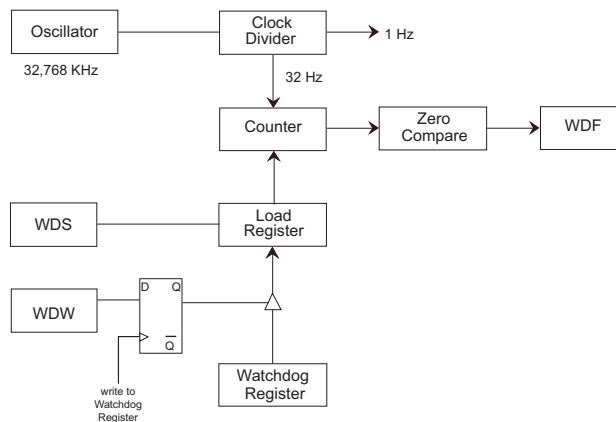 Oscillator
Clock
Divider
1 Hz
32,768 KHz
32 Hz
Counter
Zero
Compare
WDF
WDS
Load
Register
WDW
D Q
Q
write to
Watchdog
Register
Watchdog
Register